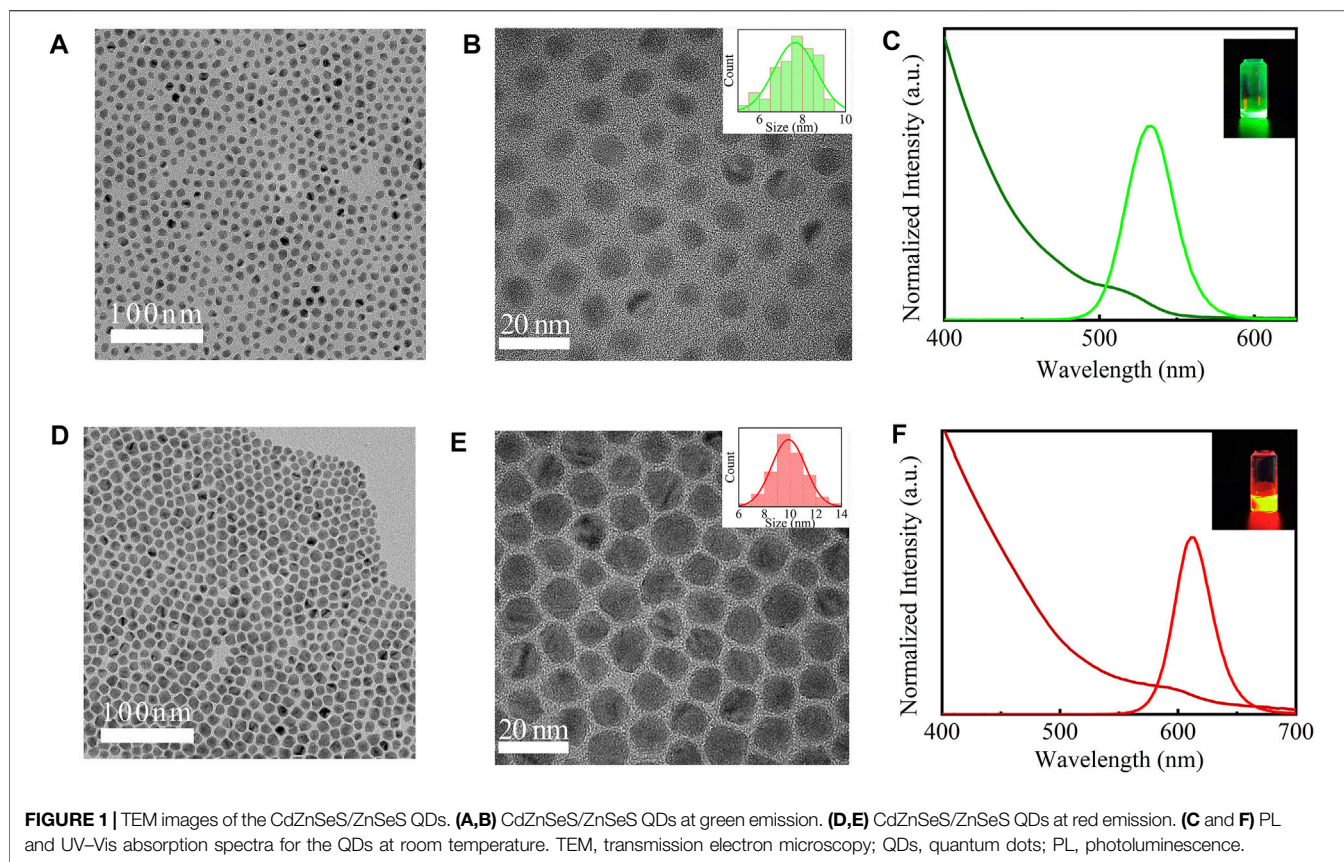 A
100nm
B
20 nm
Count
6 8 10
Size (nm)
C
Normalized Intensity (a.u.)
400 500 600
Wavelength (nm)
D
100nm
E
20 nm
Count
6 8 10 12 14
Size (nm)
F
Normalized Intensity (a.u.)
400 500 600 700
Wavelength (nm)
FIGURE 1 | TEM images of the CdZnSeS/ZnSeS QDs. (A,B) CdZnSeS/ZnSeS QDs at green emission. (D,E) CdZnSeS/ZnSeS QDs at red emission. (C and F) PL
and UV–Vis absorption spectra for the QDs at room temperature. TEM, transmission electron microscopy; QDs, quantum dots; PL, photoluminescence.